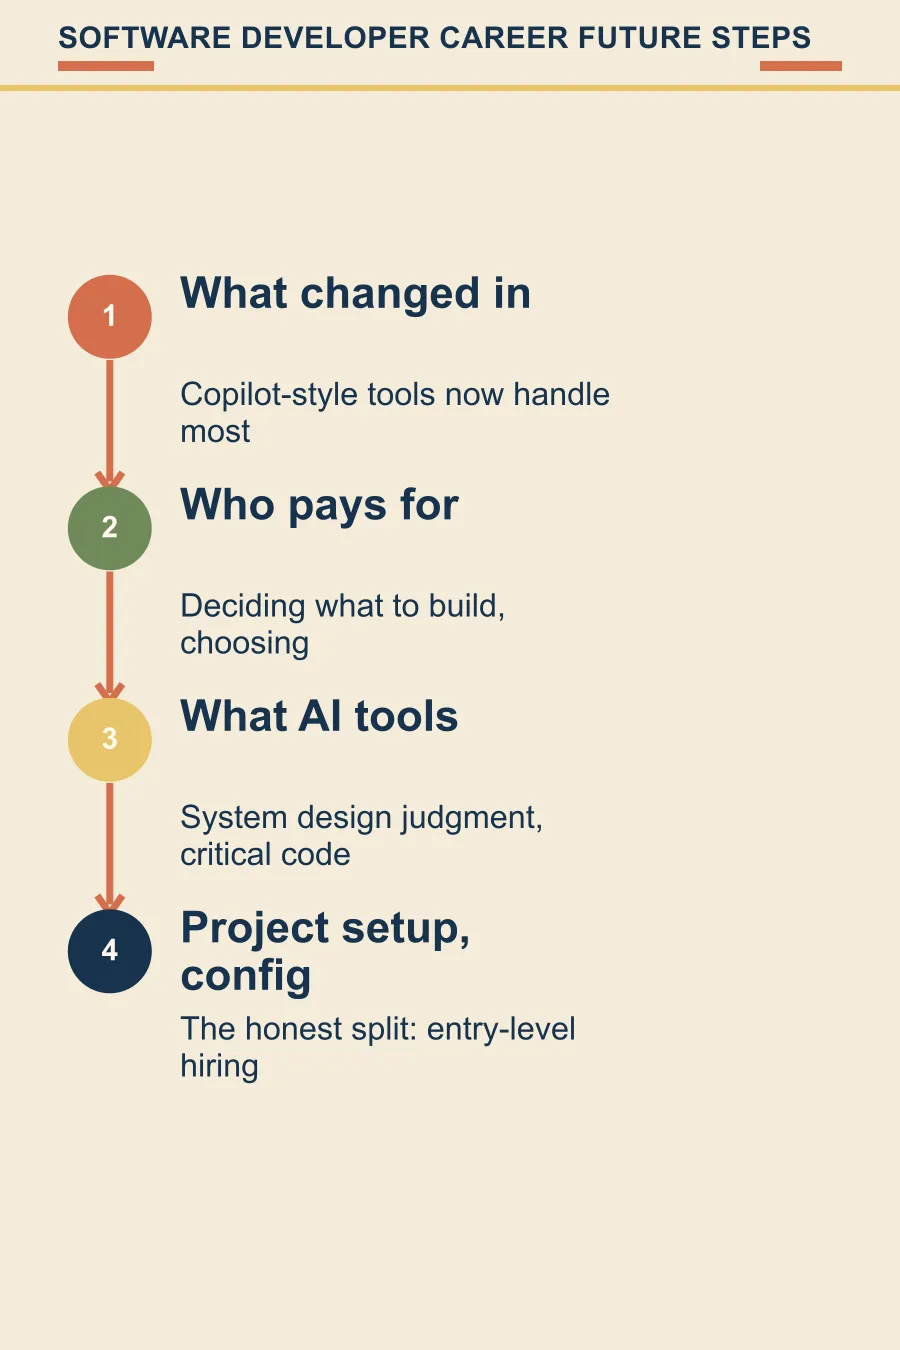 SOFTWARE DEVELOPER CAREER FUTURE STEPS
1
What changed in
Copilot-style tools now handle
most
2
Who pays for
Deciding what to build,
choosing
3
What AI tools
System design judgment,
critical code
4
Project setup,
config
The honest split: entry-level
hiring